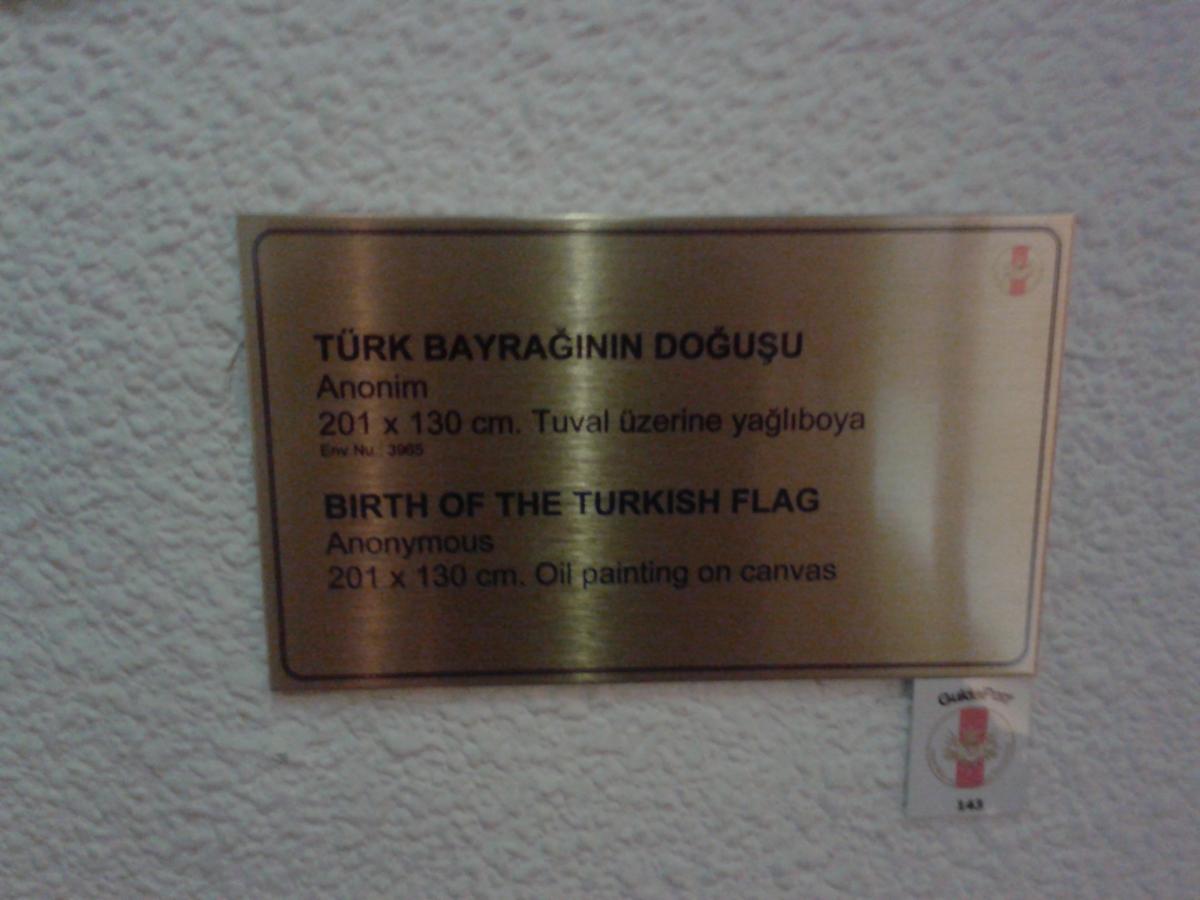 TÜRK BAYRAĞININ DOĞUŞU
Anonim
201 x 130 cm. Tuval üzerine yağlıboya
Env.Nu.: 3965
BIRTH OF THE TURKISH FLAG
Anonymous
201 x 130 cm. Oil painting on canvas
143